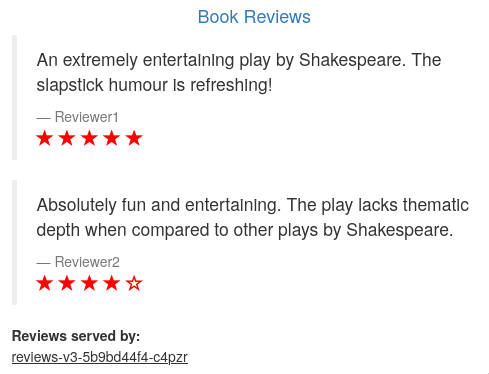 Book Reviews
An extremely entertaining play by Shakespeare. The
slapstick humour is refreshing!
— Reviewer1
★ ★ ★ ★ ★
Absolutely fun and entertaining. The play lacks thematic
depth when compared to other plays by Shakespeare.
— Reviewer2
★ ★ ★ ★ ☆
Reviews served by:
reviews-v3-5b9bd44f4-c4pzr